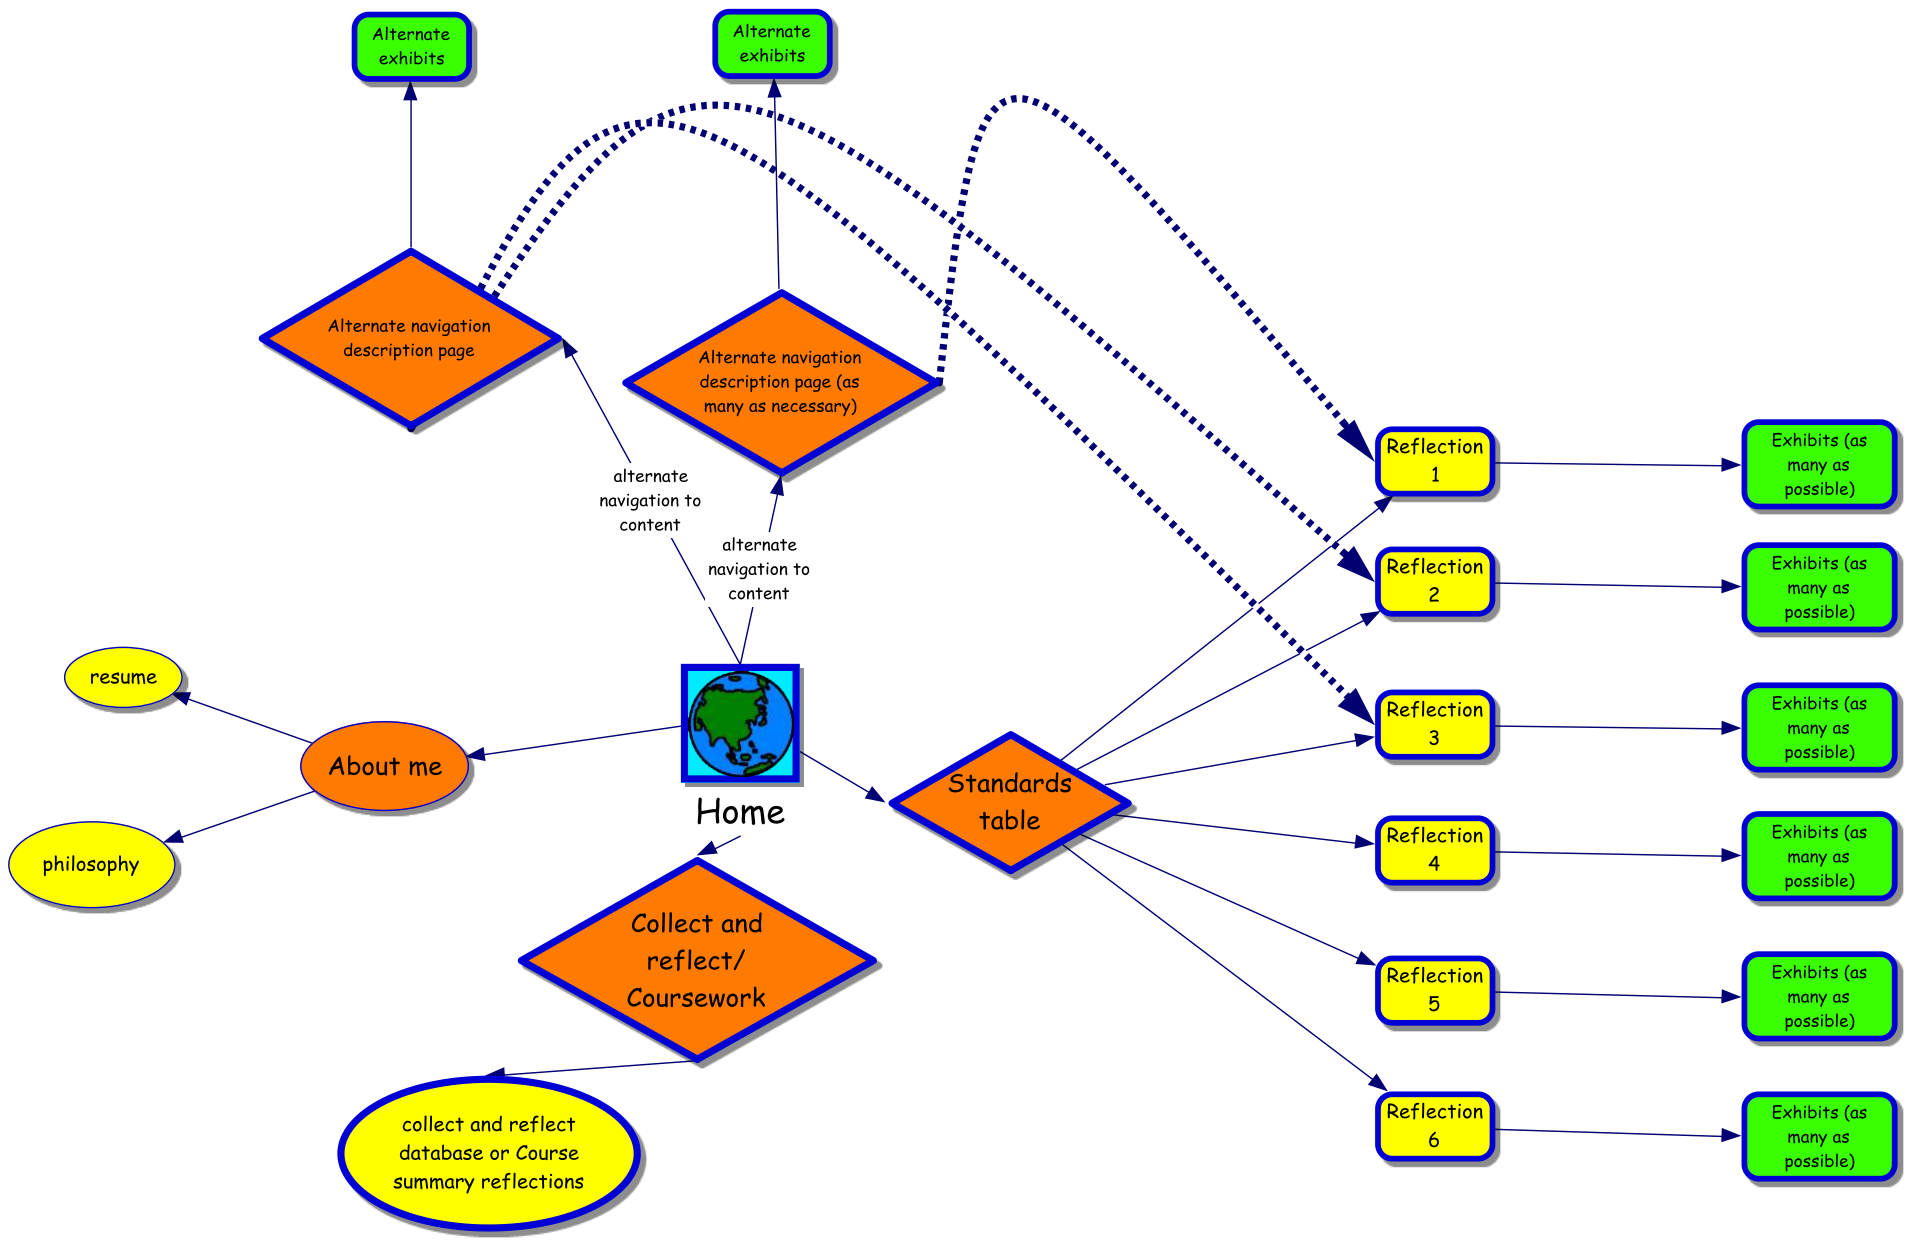 Alternate
exhibits
Alternate
exhibits
Alternate navigation
description page
Alternate navigation
description page (as
many as necessary)
alternate
navigation to
content
alternate
navigation to
content
Reflection
1
Exhibits (as
many as
possible)
Reflection
2
Exhibits (as
many as
possible)
resume
About me
philosophy
Home
Standards
table
Reflection
3
Exhibits (as
many as
possible)
Reflection
4
Exhibits (as
many as
possible)
Collect and
reflect/
Coursework
Reflection
5
Exhibits (as
many as
possible)
collect and reflect
database or Course
summary reflections
Reflection
6
Exhibits (as
many as
possible)